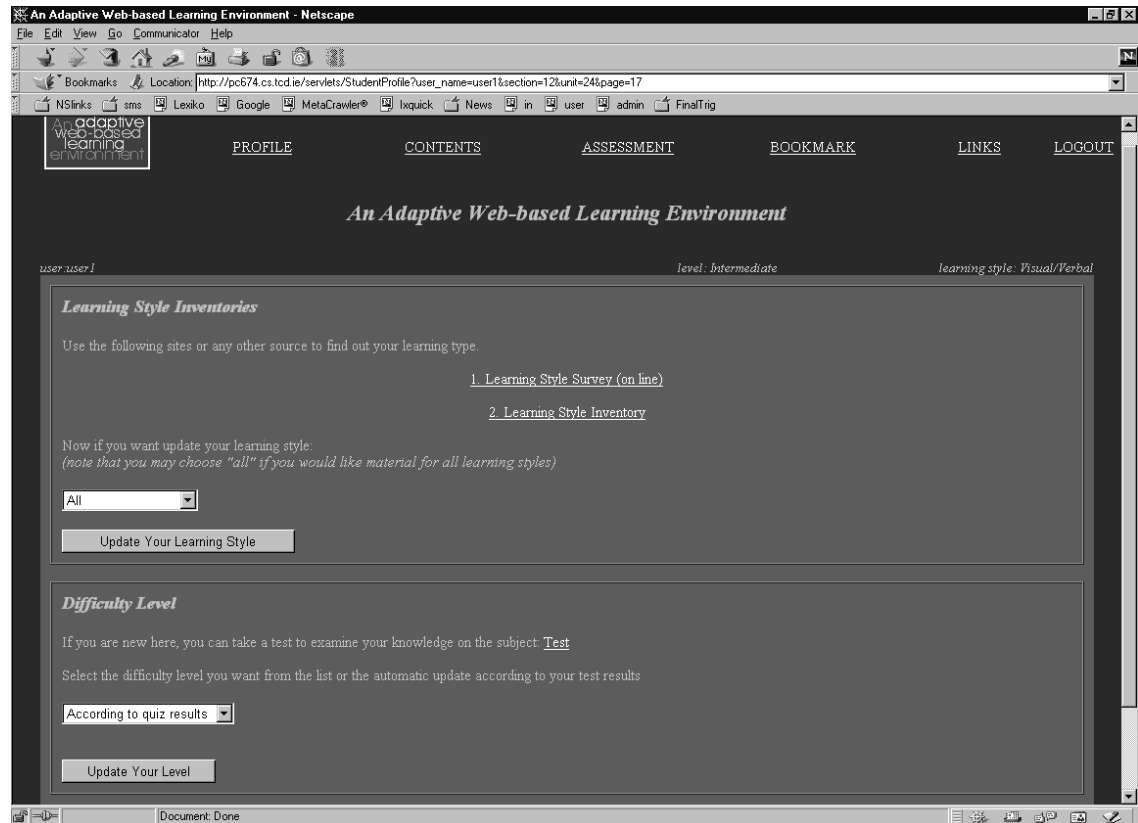 An Adaptive Web-based Learning Environment - Netscape
File Edit View Go Communicator Help
My
N
Bookmarks Location: http://pc674.cs.tcd.ie/servlets/StudentProfile?user_name=user1&section=12&unit=24&page=17
NSlinks sms Lexiko Google MetaCrawler® Ixquick News in user admin FinalTrig
An adaptive
web-based
learning
environment
PROFILE CONTENTS ASSESSMENT BOOKMARK LINKS LOGOUT
An Adaptive Web-based Learning Environment
user:user1 level: Intermediate learning style: Visual/Verbal
Learning Style Inventories
Use the following sites or any other source to find out your learning type.
1. Learning Style Survey (on line)
2. Learning Style Inventory
Now if you want update your learning style:
(note that you may choose "all" if you would like material for all learning styles)
All
Update Your Learning Style
Difficulty Level
If you are new here, you can take a test to examine your knowledge on the subject: Test
Select the difficulty level you want from the list or the automatic update according to your test results
According to quiz results
Update Your Level
Document: Done